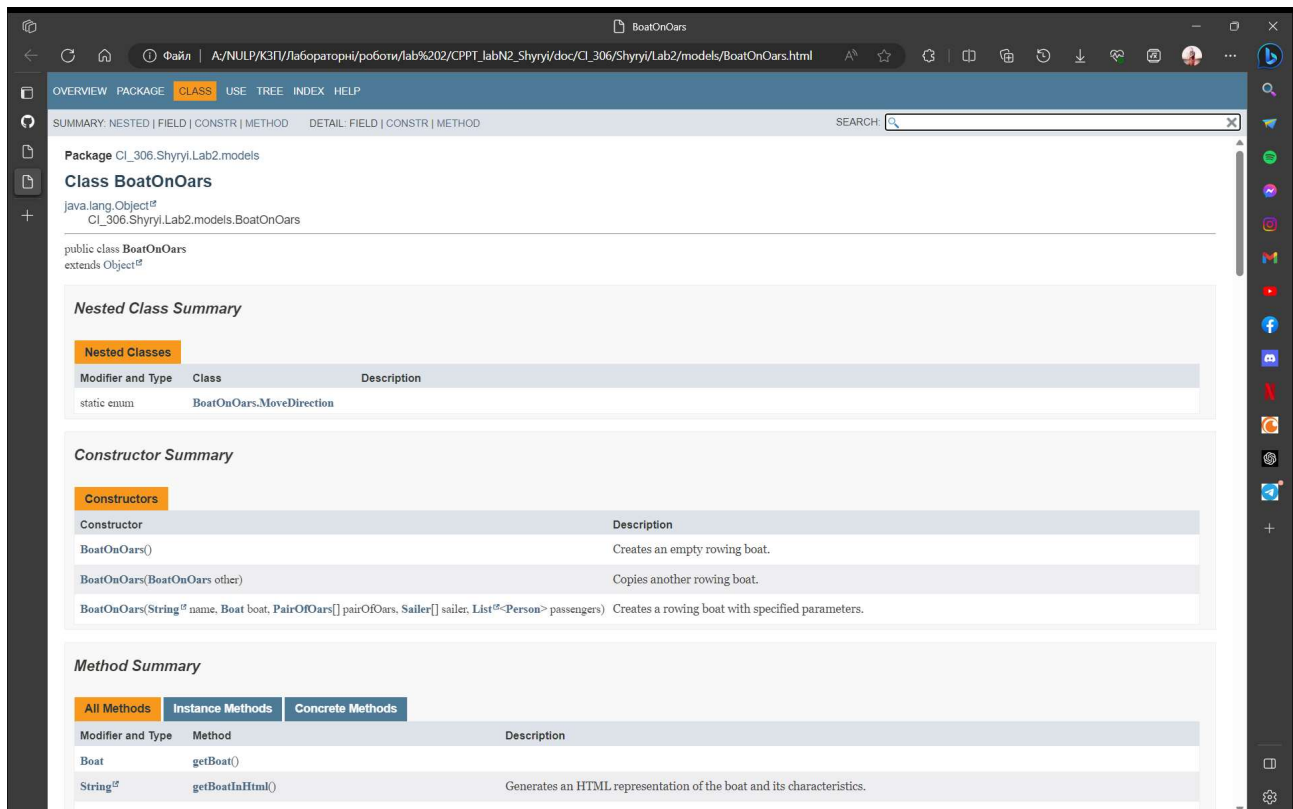 BoatOnOars
Файл | A:/NULP/КЗП/Лабораторні/роботи/lab%202/CPPT_labN2_Shyryi/doc/CI_306/Shyryi/Lab2/models/BoatOnOars.html
OVERVIEW PACKAGE CLASS USE TREE INDEX HELP
SUMMARY: NESTED | FIELD | CONSTR | METHOD DETAIL: FIELD | CONSTR | METHOD SEARCH:
Package CI_306.Shyryi.Lab2.models
Class BoatOnOars
java.lang.Object
CI_306.Shyryi.Lab2.models.BoatOnOars
public class BoatOnOars
extends Object
Nested Class Summary
Nested Classes
Modifier and Type Class Description
static enum BoatOnOars.MoveDirection
Constructor Summary
Constructors
Constructor Description
BoatOnOars() Creates an empty rowing boat.
BoatOnOars(BoatOnOars other) Copies another rowing boat.
BoatOnOars(String name, Boat boat, PairOfOars[] pairOfOars, Sailer[] sailer, List<Person> passengers) Creates a rowing boat with specified parameters.
Method Summary
All Methods Instance Methods Concrete Methods
Modifier and Type Method Description
Boat getBoat()
String getBoatInHtml() Generates an HTML representation of the boat and its characteristics.